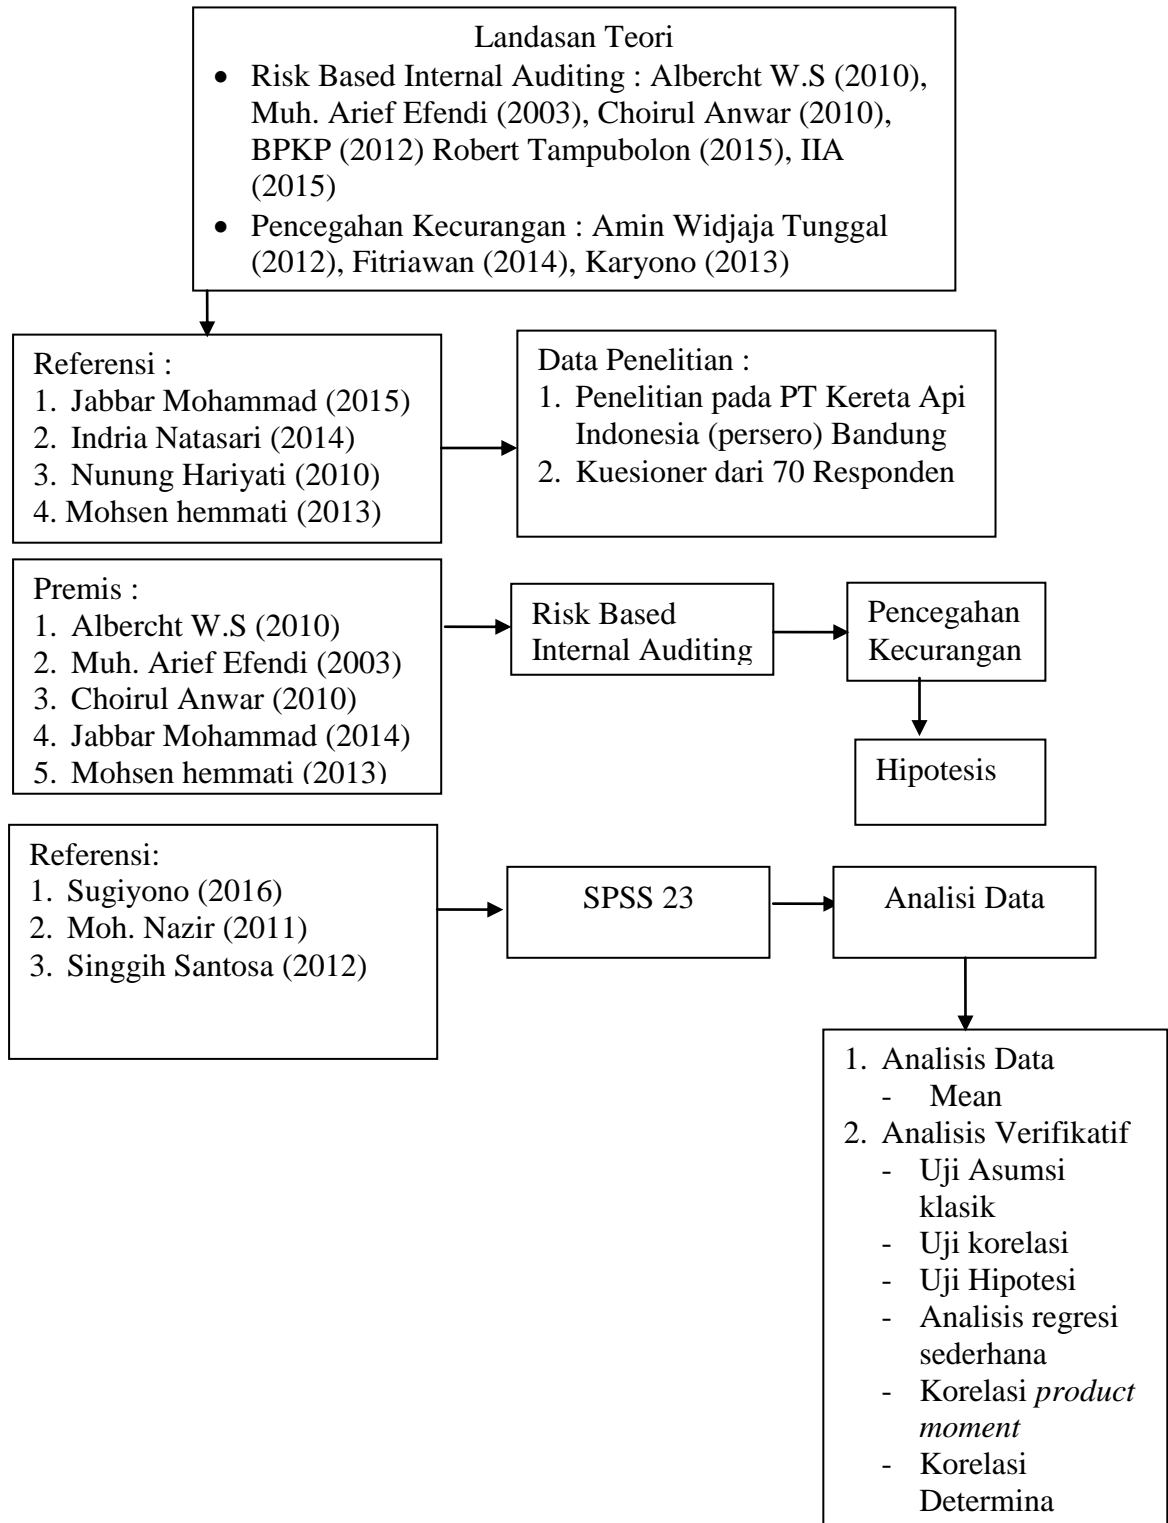 Landasan Teori
• Risk Based Internal Auditing : Albercht W.S (2010),
Muh. Arief Efendi (2003), Choirul Anwar (2010),
BPKP (2012) Robert Tampubolon (2015), IIA
(2015)
• Pencegahan Kecurangan : Amin Widjaja Tunggal
(2012), Fitriawan (2014), Karyono (2013)
Referensi :
1. Jabbar Mohammad (2015)
2. Indria Natasari (2014)
3. Nunung Hariyati (2010)
4. Mohsen hemmati (2013)
Data Penelitian :
1. Penelitian pada PT Kereta Api
Indonesia (persero) Bandung
2. Kuesioner dari 70 Responden
Premis :
1. Albercht W.S (2010)
2. Muh. Arief Efendi (2003)
3. Choirul Anwar (2010)
4. Jabbar Mohammad (2014)
5. Mohsen hemmati (2013)
Risk Based
Internal Auditing
Pencegahan
Kecurangan
Hipotesis
Referensi:
1. Sugiyono (2016)
2. Moh. Nazir (2011)
3. Singgih Santosa (2012)
SPSS 23
Analisi Data
1. Analisis Data
- Mean
2. Analisis Verifikatif
- Uji Asumsi
klasik
- Uji korelasi
- Uji Hipotesi
- Analisis regresi
sederhana
- Korelasi product
moment
- Korelasi
Determina